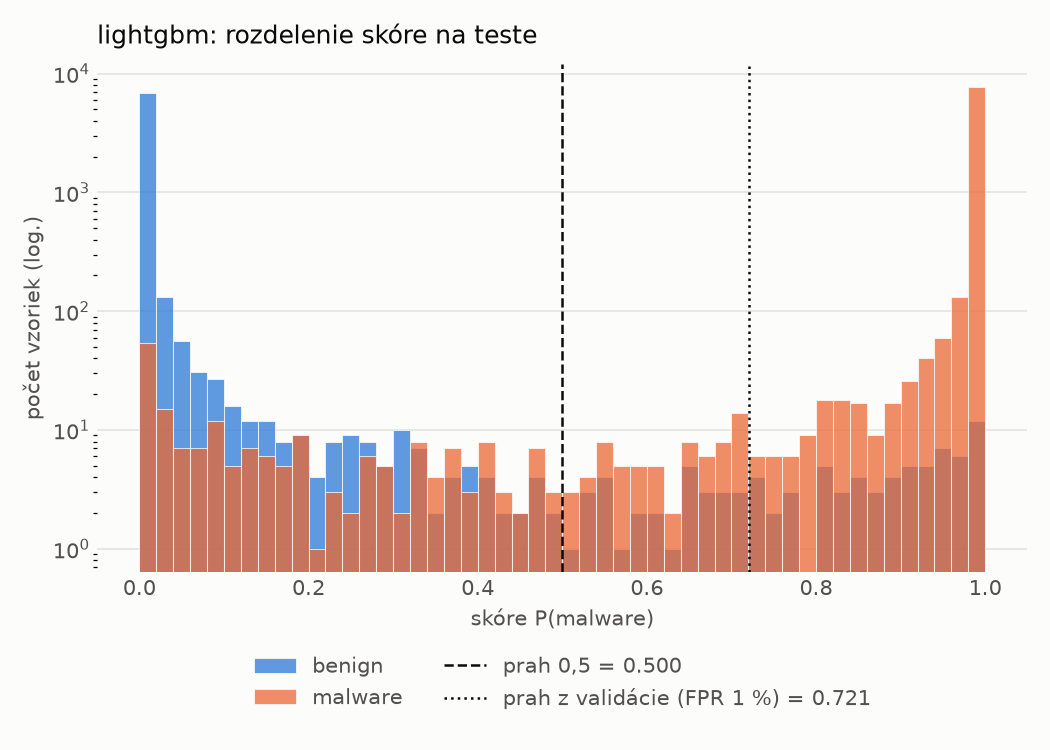 lightgbm: rozdelenie skóre na teste
počet vzoriek (log.)
10⁴
10³
10²
10¹
10⁰
0.0 0.2 0.4 0.6 0.8 1.0
skóre P(malware)
benign
malware
prah 0,5 = 0.500
prah z validácie (FPR 1 %) = 0.721